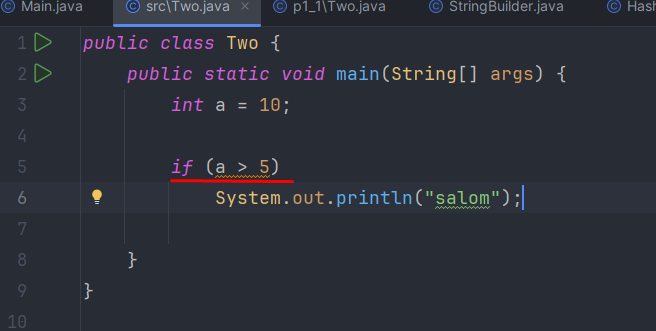 Main.java src\Two.java × p1_1\Two.java StringBuilder.java Hash
1 public class Two {
2 public static void main(String[] args) {
3 int a = 10;
4
5 if (a > 5)
6 System.out.println("salom");
7
8 }
9 }
10